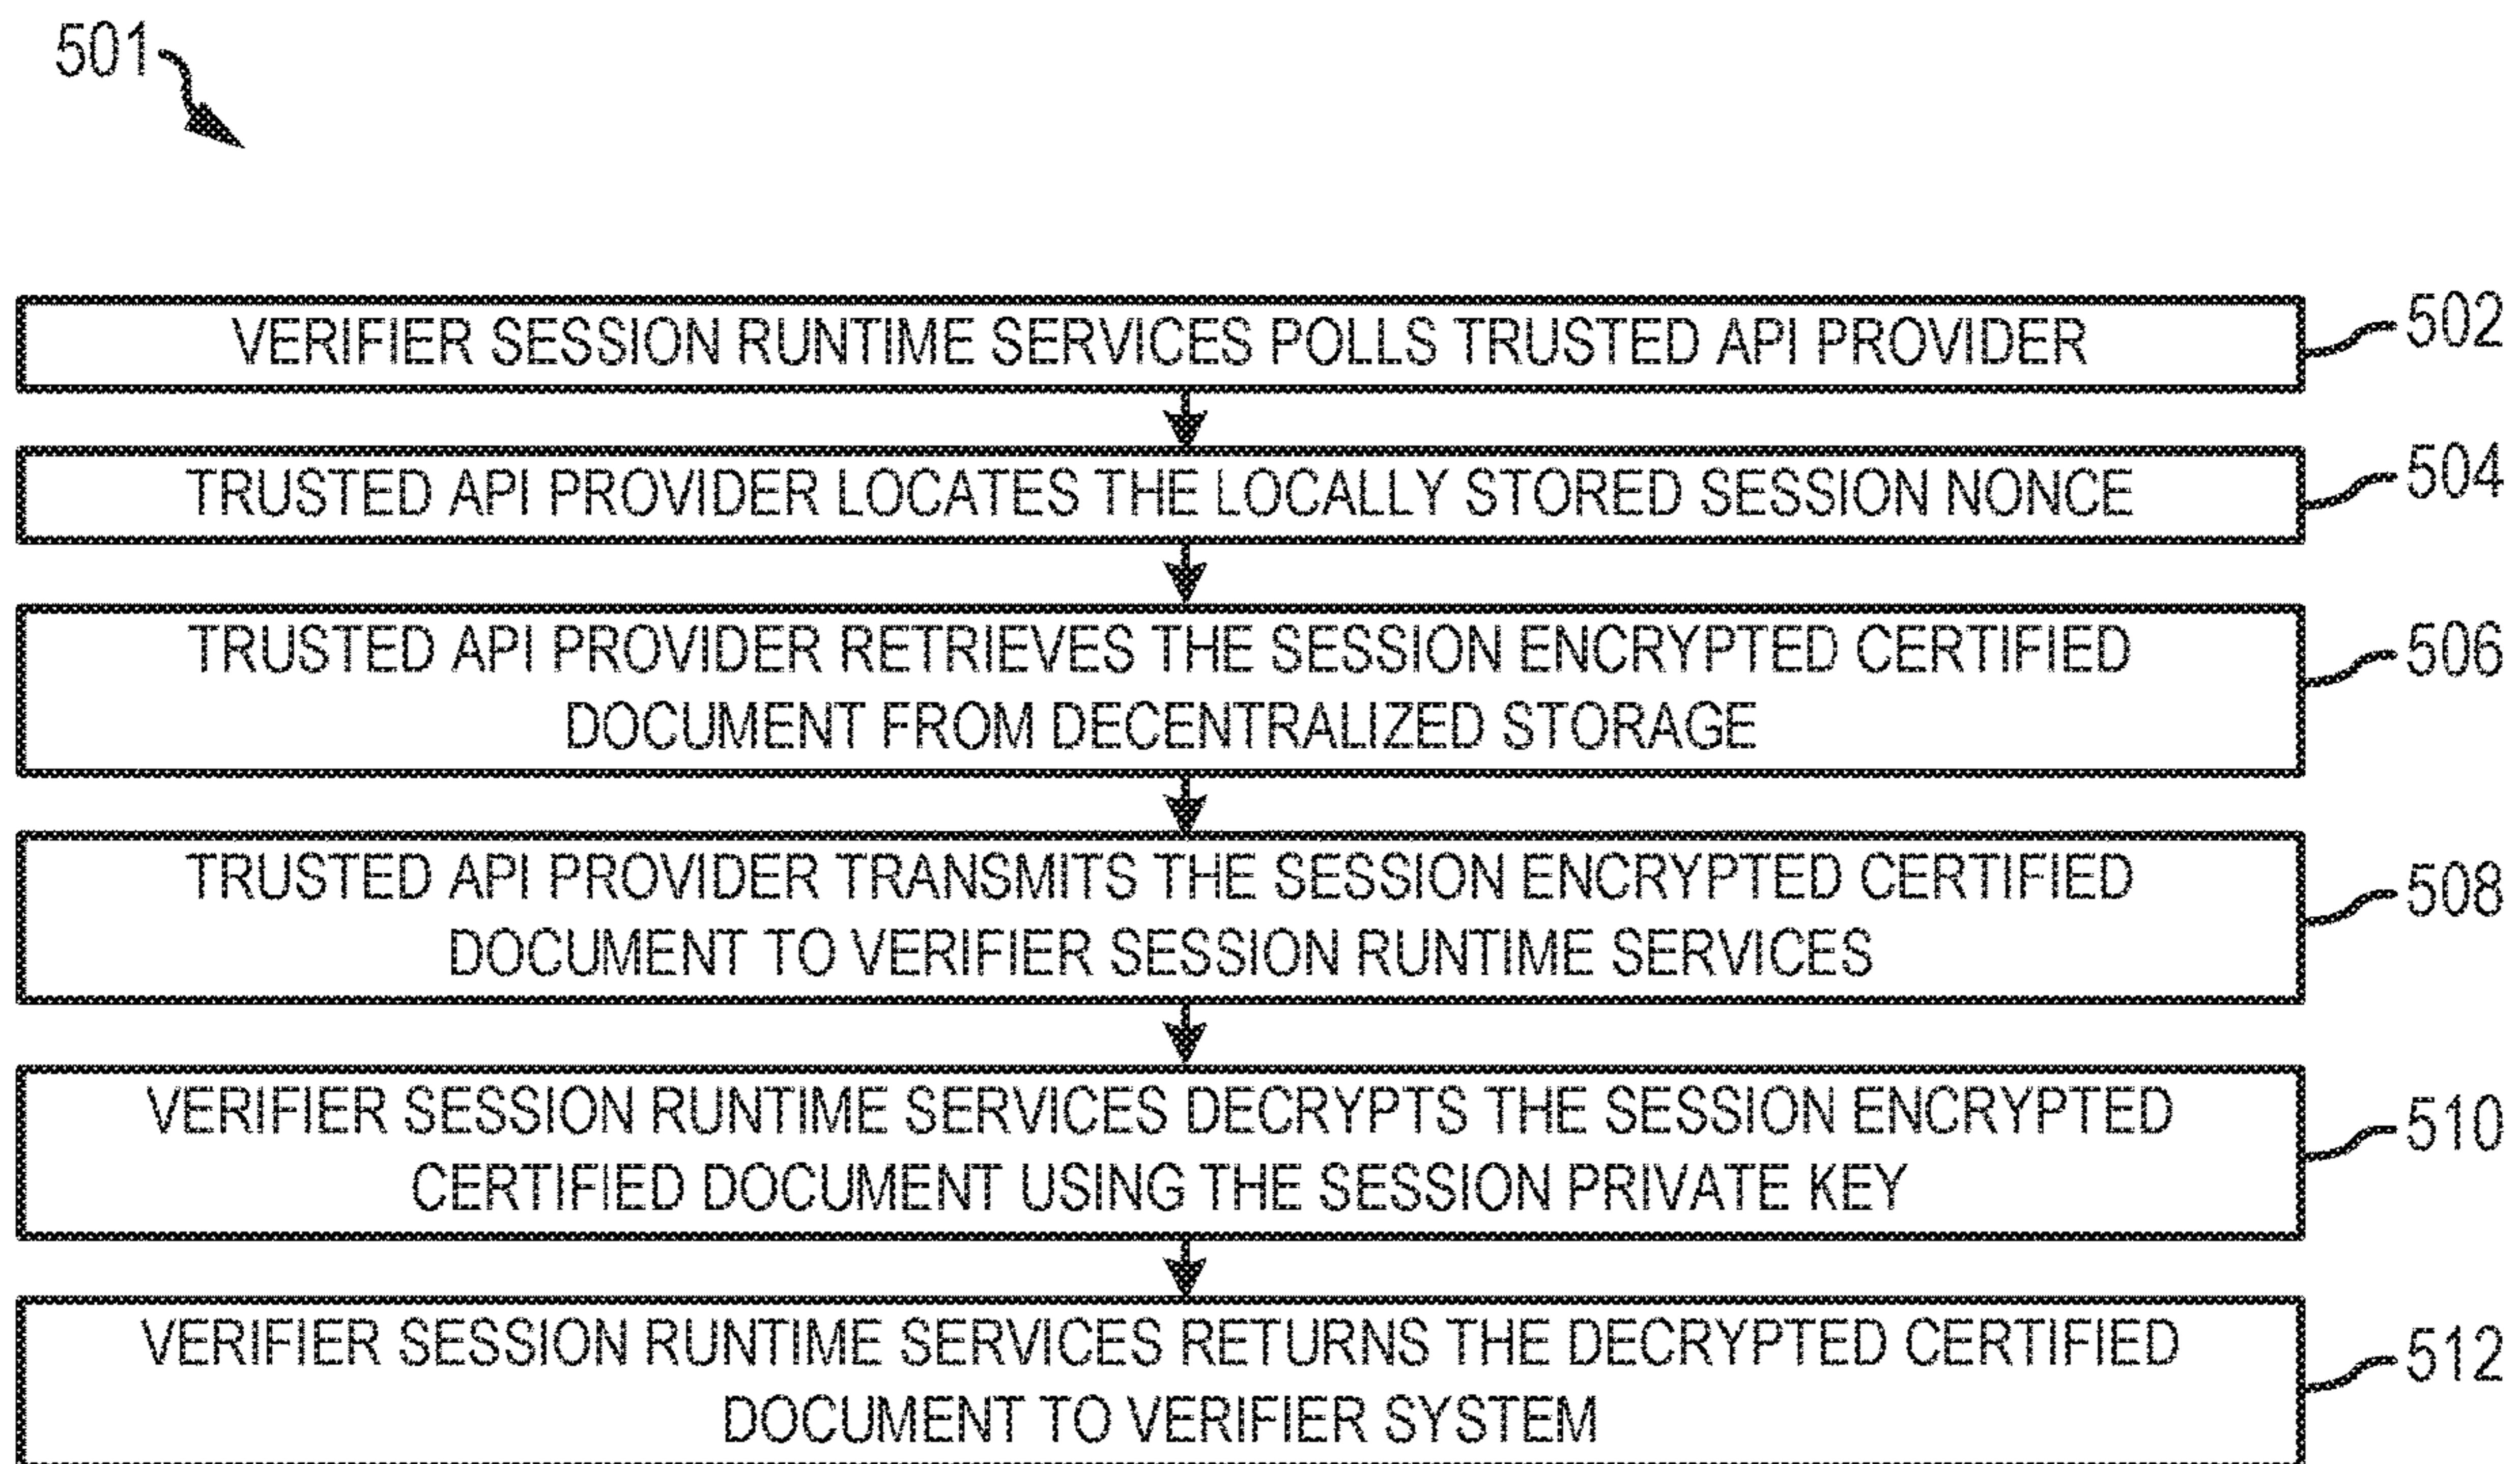 501
VERIFIER SESSION RUNTIME SERVICES POLLS TRUSTED API PROVIDER
502
TRUSTED API PROVIDER LOCATES THE LOCALLY STORED SESSION NONCE
504
TRUSTED API PROVIDER RETRIEVES THE SESSION ENCRYPTED CERTIFIED
DOCUMENT FROM DECENTRALIZED STORAGE
506
TRUSTED API PROVIDER TRANSMITS THE SESSION ENCRYPTED CERTIFIED
DOCUMENT TO VERIFIER SESSION RUNTIME SERVICES
508
VERIFIER SESSION RUNTIME SERVICES DECRYPTS THE SESSION ENCRYPTED
CERTIFIED DOCUMENT USING THE SESSION PRIVATE KEY
510
VERIFIER SESSION RUNTIME SERVICES RETURNS THE DECRYPTED CERTIFIED
DOCUMENT TO VERIFIER SYSTEM
512